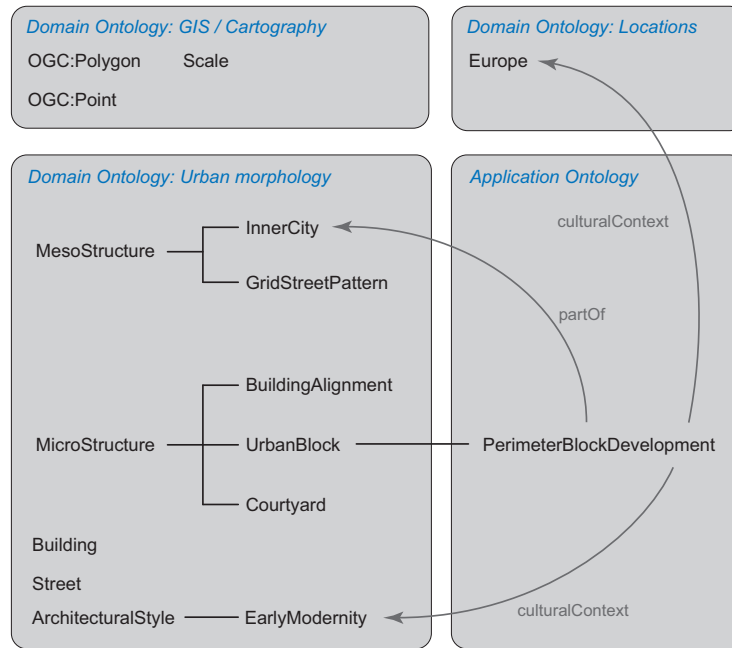 Domain Ontology: GIS / Cartography
OGC:Polygon Scale
OGC:Point
Domain Ontology: Locations
Europe
Domain Ontology: Urban morphology
MesoStructure
InnerCity
GridStreetPattern
MicroStructure
BuildingAlignment
UrbanBlock
Courtyard
Building
Street
ArchitecturalStyle
EarlyModernity
Application Ontology
culturalContext
partOf
PerimeterBlockDevelopment
culturalContext